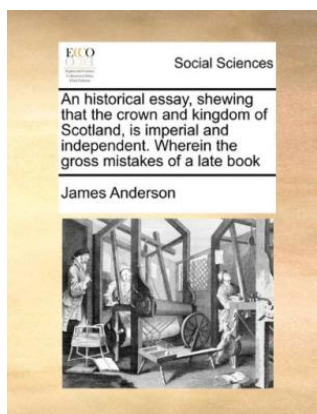 ECCO
Social Sciences
An historical essay, shewing
that the crown and kingdom of
Scotland, is imperial and
independent. Wherein the
gross mistakes of a late book
James Anderson